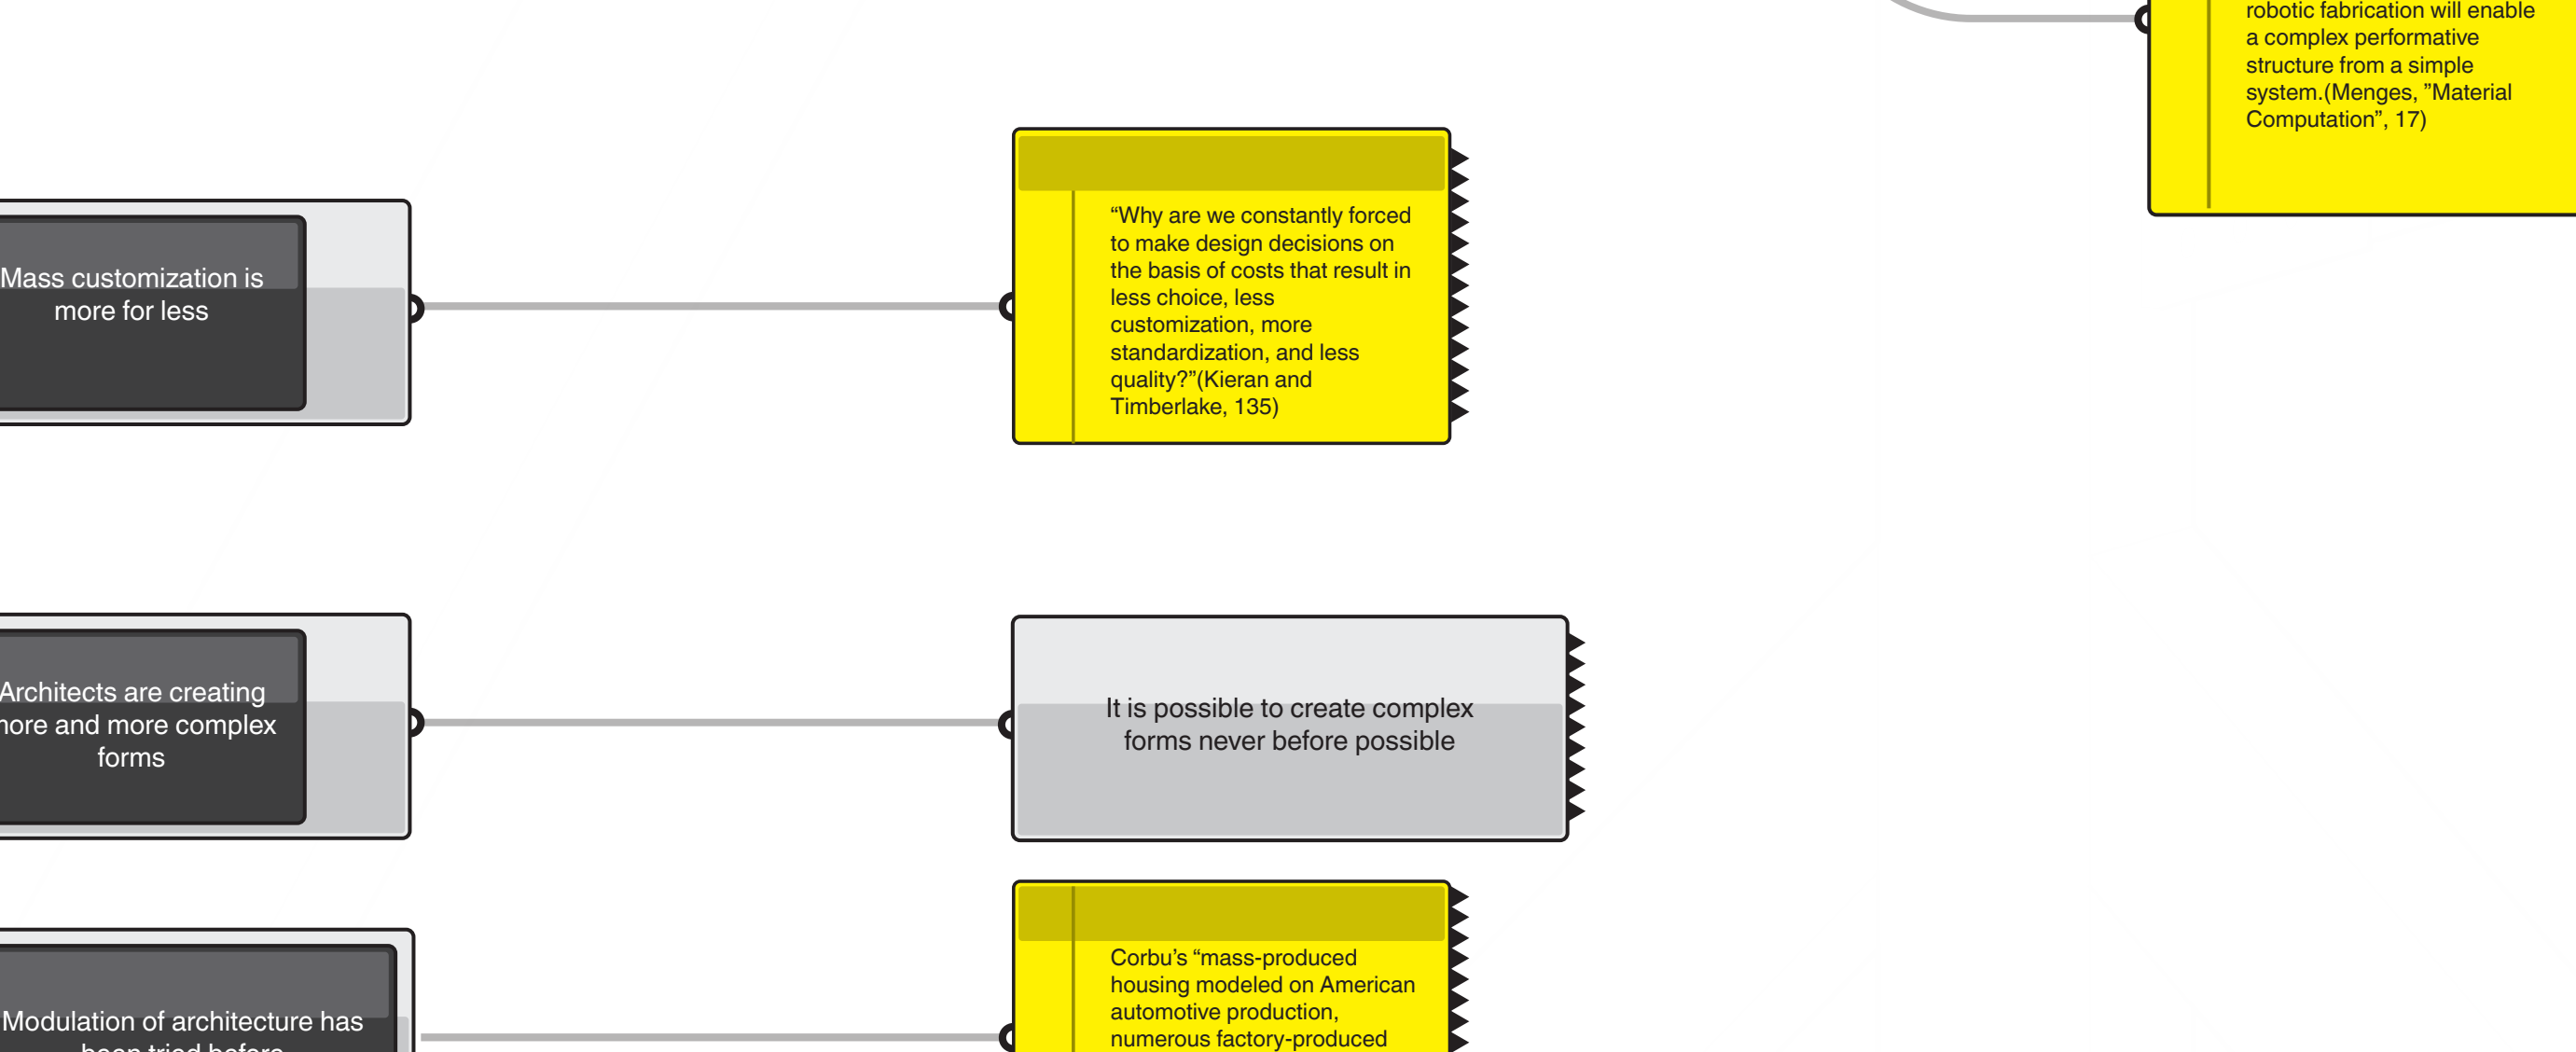 robotic fabrication will enable
a complex performative
structure from a simple
system.(Menges, ”Material
Computation”, 17)
Mass customization is
more for less
“Why are we constantly forced
to make design decisions on
the basis of costs that result in
less choice, less
customization, more
standardization, and less
quality?”(Kieran and
Timberlake, 135)
Architects are creating
more and more complex
forms
It is possible to create complex
forms never before possible
Modulation of architecture has
been tried before
Corbu’s “mass-produced
housing modeled on American
automotive production,
numerous factory-produced